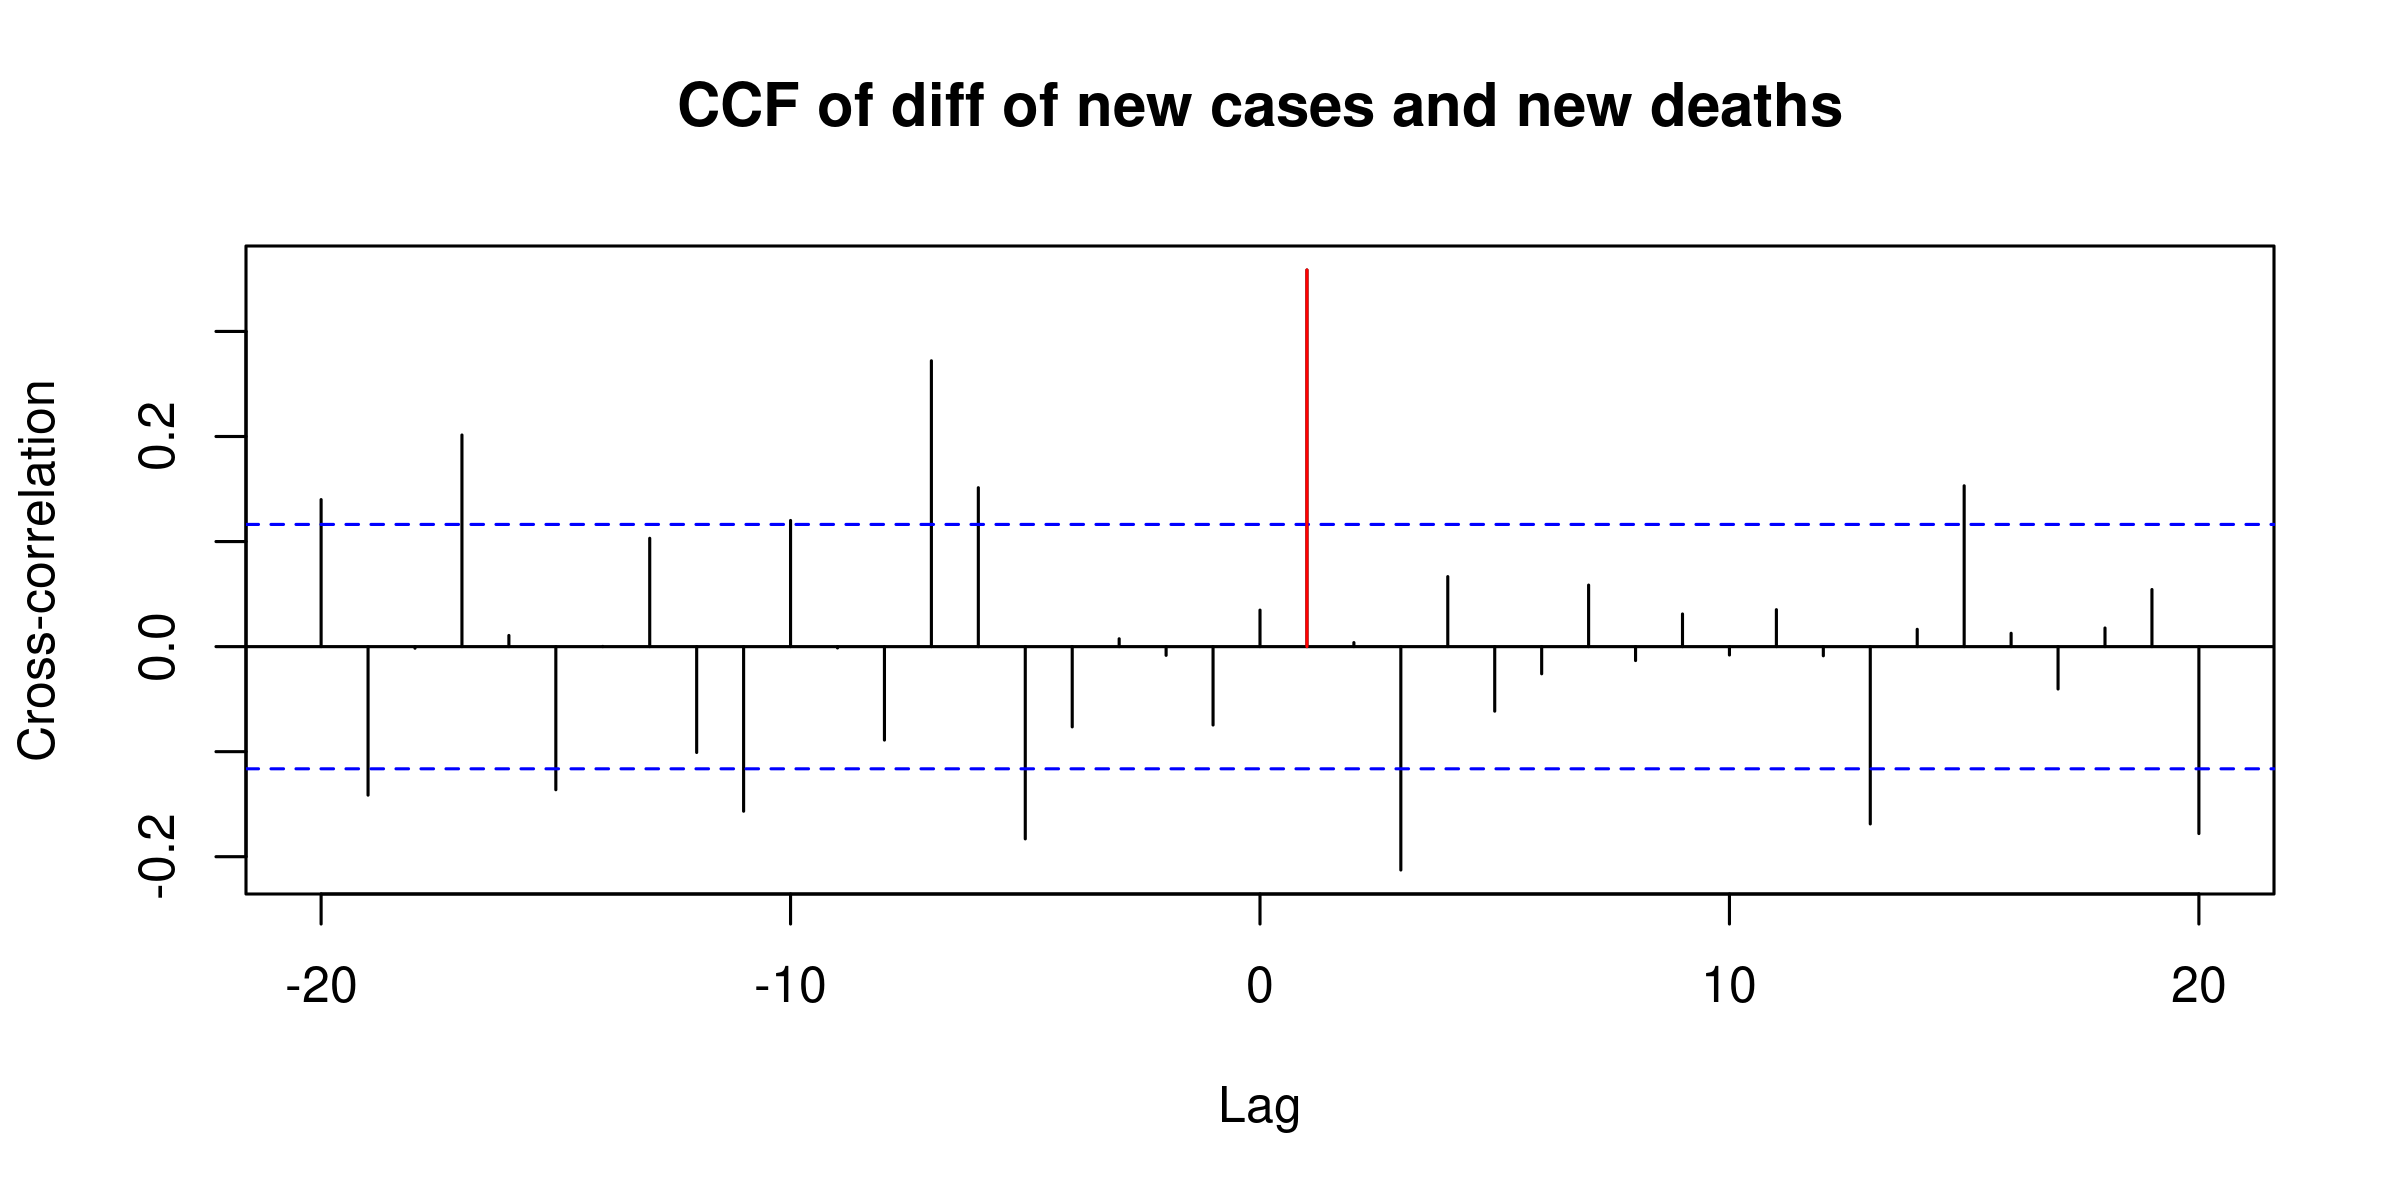 CCF of diff of new cases and new deaths
Cross-correlation
0.2
0.0
-0.2
-20
-10
0
10
20
Lag